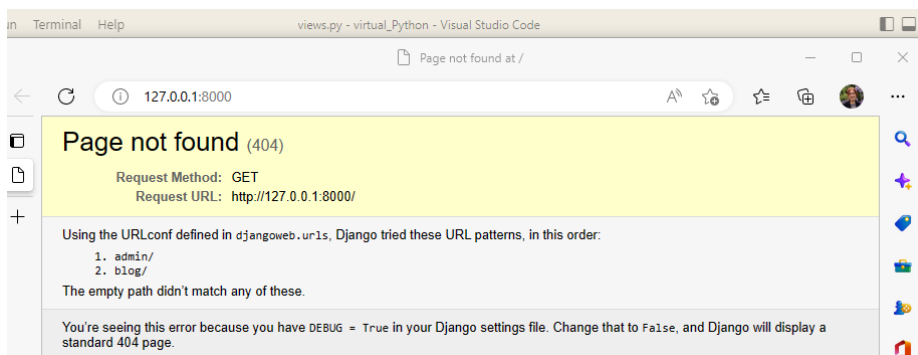 Terminal Help views.py - virtual_Python - Visual Studio Code
Page not found at /
127.0.0.1:8000
Page not found (404)
Request Method: GET
Request URL: http://127.0.0.1:8000/
Using the URLconf defined in djangoweb.urls, Django tried these URL patterns, in this order:
1. admin/
2. blog/
The empty path didn't match any of these.
You're seeing this error because you have DEBUG = True in your Django settings file. Change that to False, and Django will display a
standard 404 page.